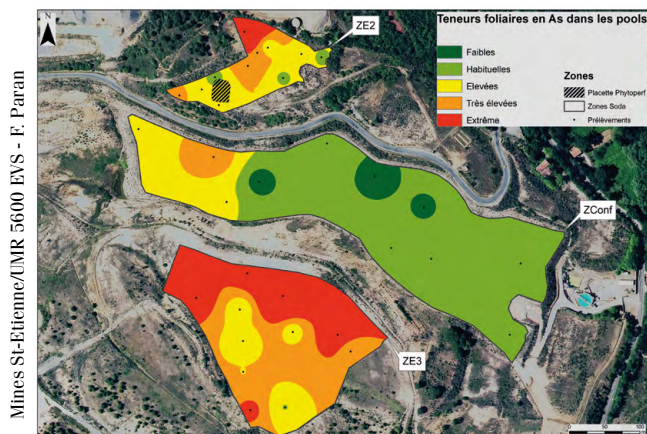 Mines St-Etienne/UMR 5600 EVS - F. Paran
N
Teneurs foliaires en As dans les pools
Faibles
Habituelles
Elevées
Très élevées
Extrême
Zones
Placette Phytoperf
Zones Soda
Prélèvements
ZE2
ZConf
ZE3